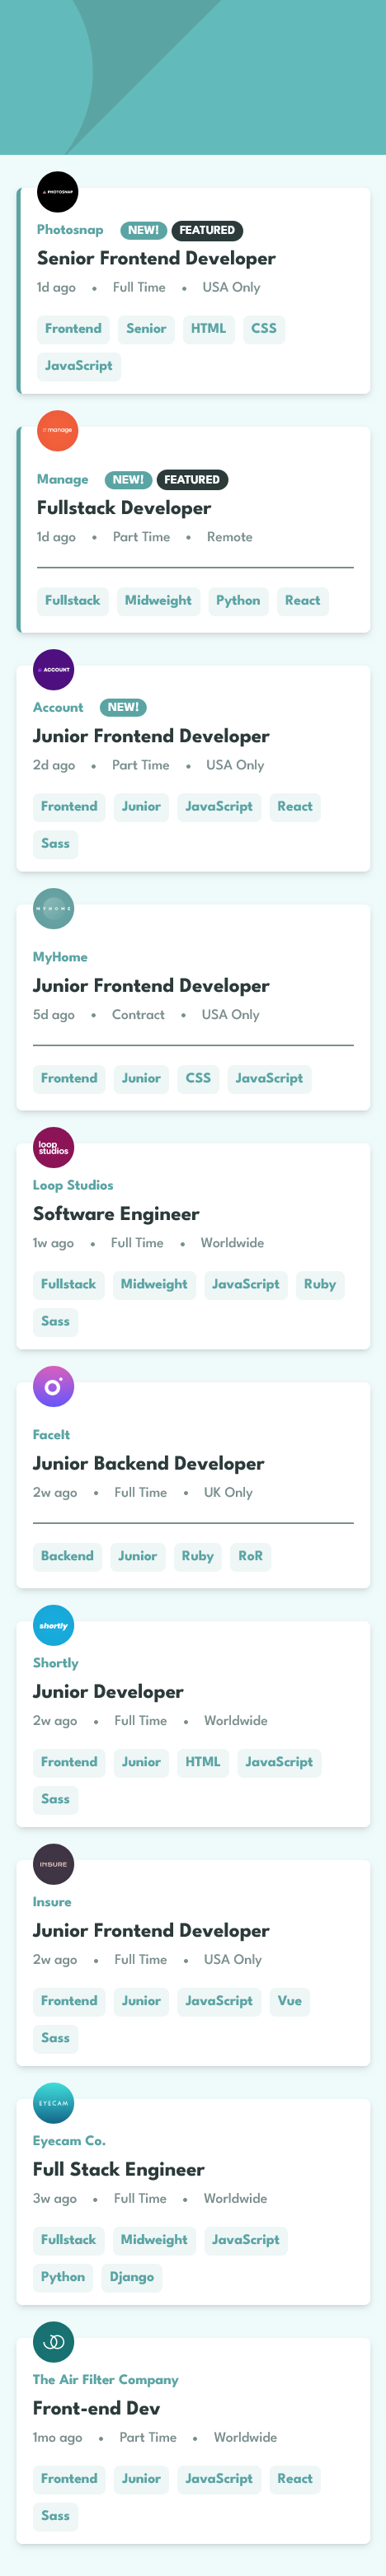 PHOTOSNAP
Photosnap NEW! FEATURED
Senior Frontend Developer
1d ago • Full Time • USA Only
Frontend Senior HTML CSS
JavaScript
manage
Manage NEW! FEATURED
Fullstack Developer
1d ago • Part Time • Remote
Fullstack Midweight Python React
ACCOUNT
Account NEW!
Junior Frontend Developer
2d ago • Part Time • USA Only
Frontend Junior JavaScript React
Sass
MYHOME
MyHome
Junior Frontend Developer
5d ago • Contract • USA Only
Frontend Junior CSS JavaScript
loop
studios
Loop Studios
Software Engineer
1w ago • Full Time • Worldwide
Fullstack Midweight JavaScript Ruby
Sass
FaceIt
Junior Backend Developer
2w ago • Full Time • UK Only
Backend Junior Ruby RoR
shortly
Shortly
Junior Developer
2w ago • Full Time • Worldwide
Frontend Junior HTML JavaScript
Sass
INSURE
Insure
Junior Frontend Developer
2w ago • Full Time • USA Only
Frontend Junior JavaScript Vue
Sass
EYECAM
Eyecam Co.
Full Stack Engineer
3w ago • Full Time • Worldwide
Fullstack Midweight JavaScript
Python Django
The Air Filter Company
Front-end Dev
1mo ago • Part Time • Worldwide
Frontend Junior JavaScript React
Sass